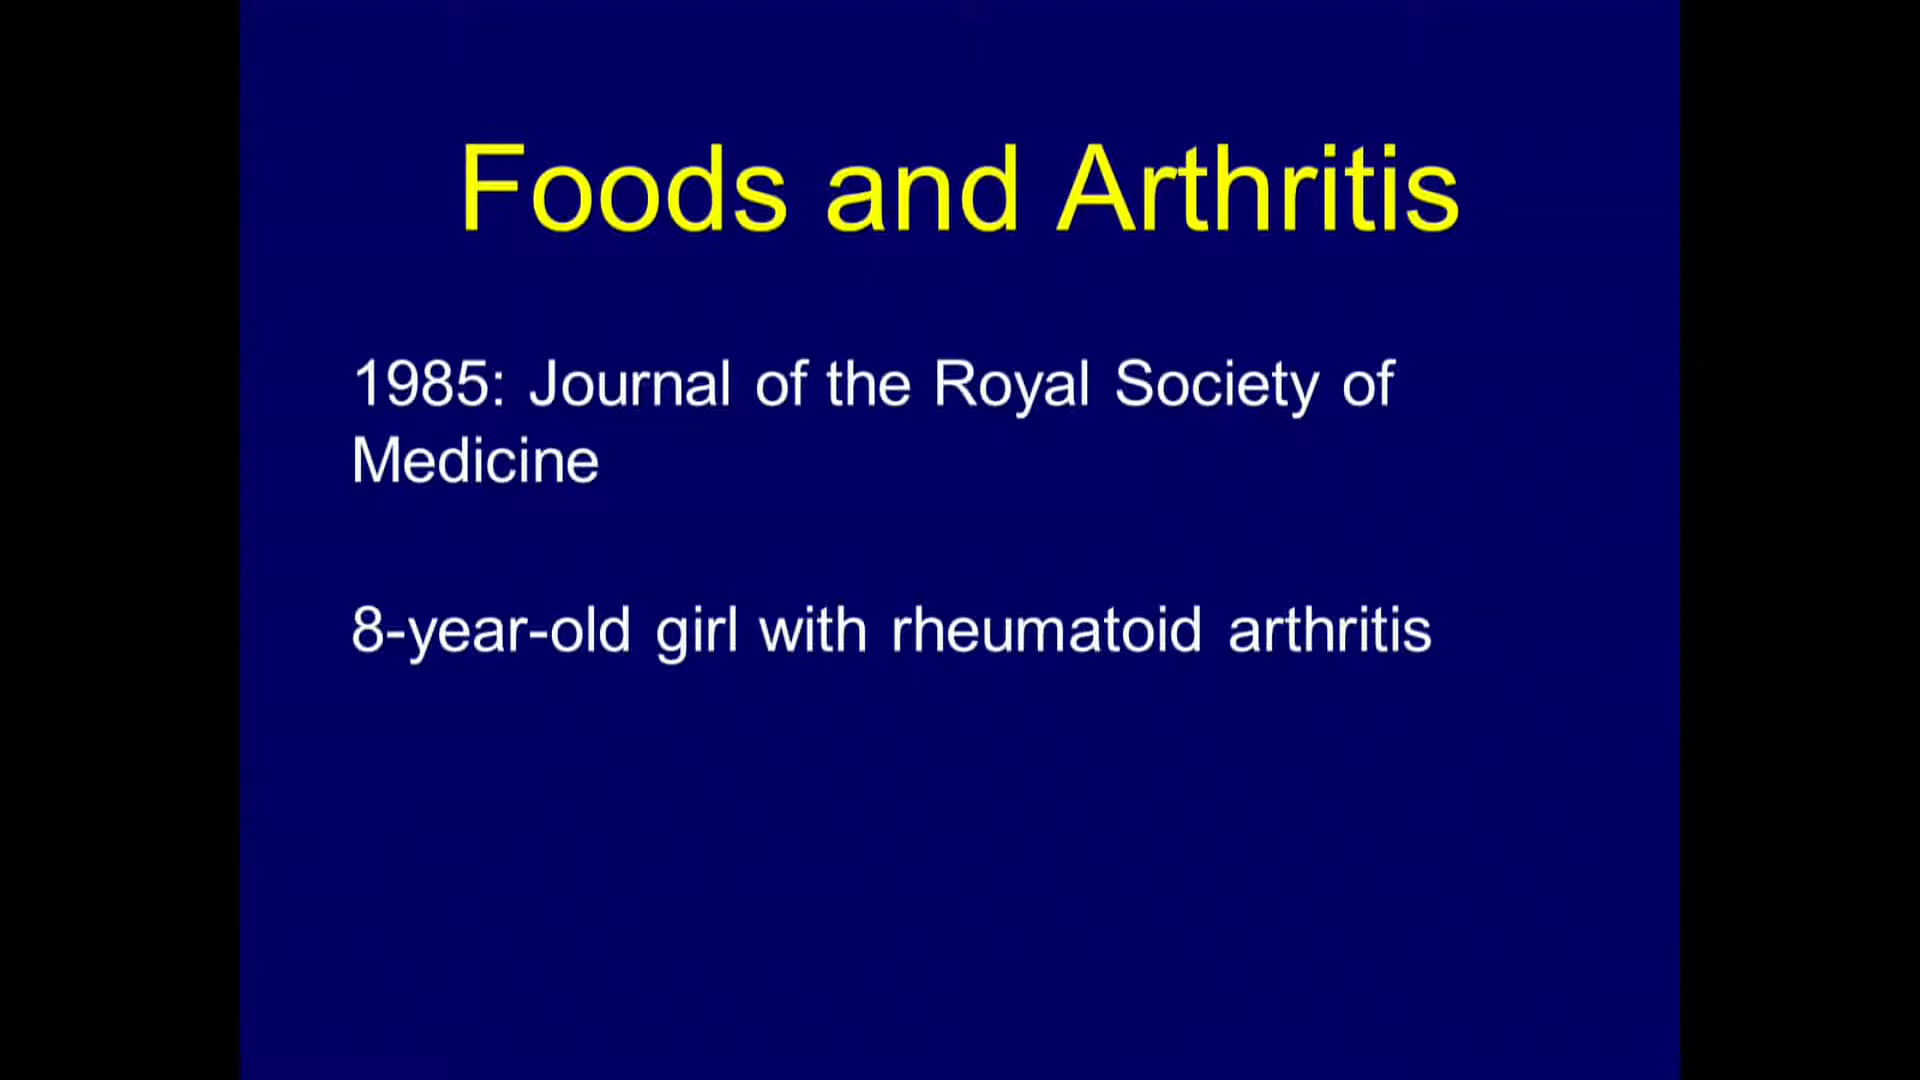 Foods and Arthritis
1985: Journal of the Royal Society of
Medicine
8-year-old girl with rheumatoid arthritis